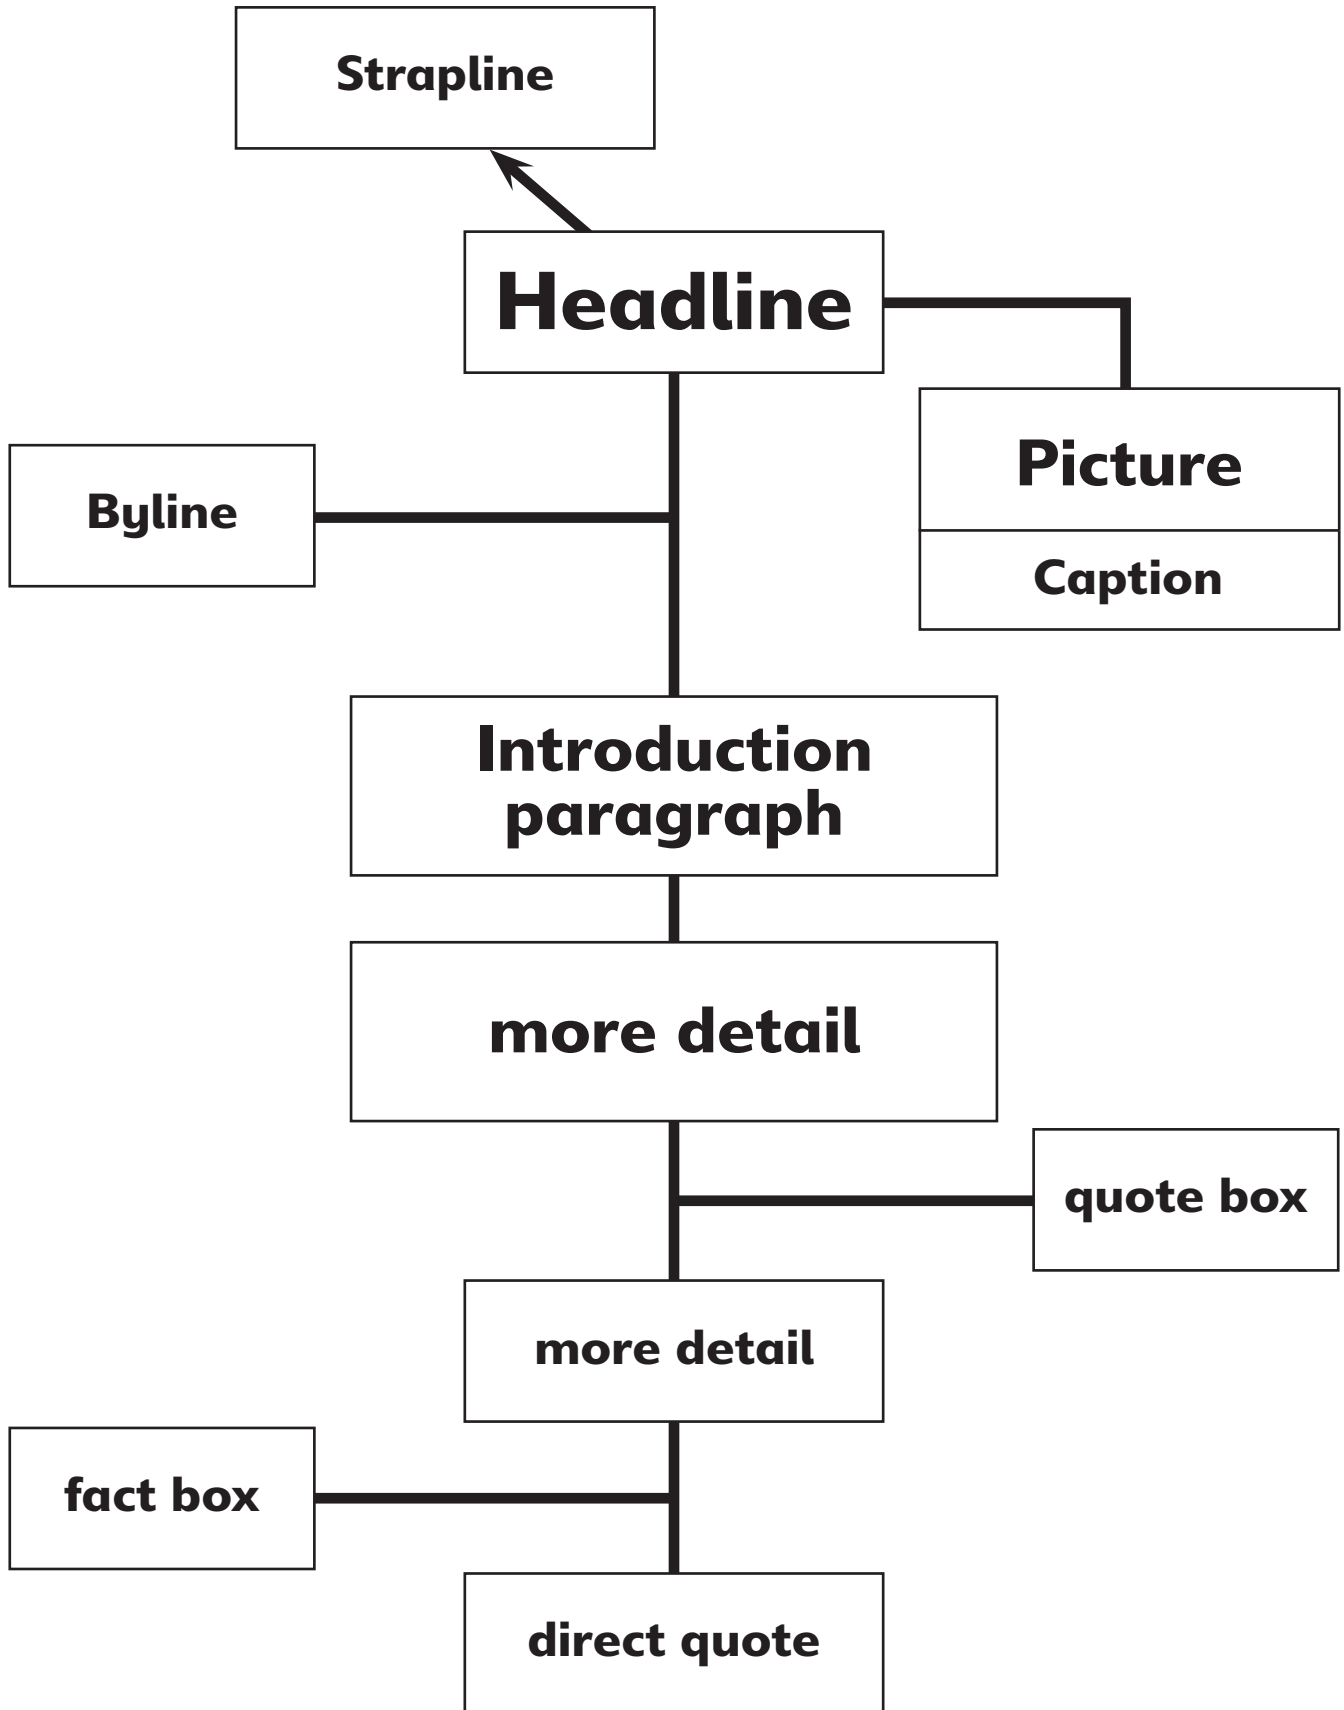 Strapline
Headline
Picture
Caption
Byline
Introduction
paragraph
more detail
quote box
more detail
fact box
direct quote